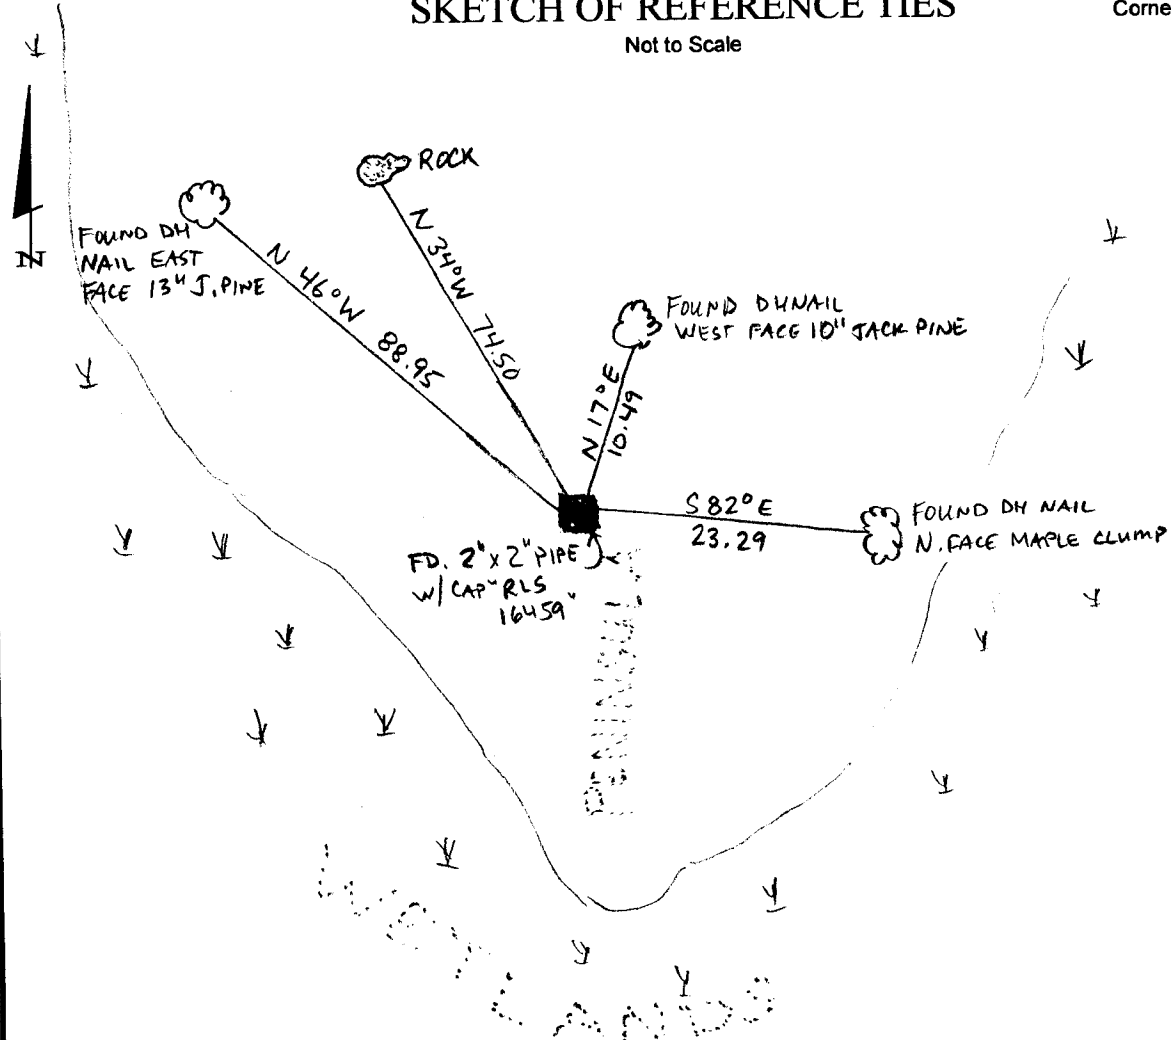 SKETCH OF REFERENCE TIES
Corne
Not to Scale
ROCK
FOUND DH
NAIL EAST
FACE 13" J. PINE
N
N 46°W 88.95
N 34°W 74.50
FOUND DHNAIL
WEST FACE 10" JACK PINE
N 17°E
10.49
S 82° E
23.29
FOUND DH NAIL
N. FACE MAPLE CLUMP
FD. 2" x 2" PIPE
W/ CAP "RLS
16459"
PENINSULA
WETLANDS